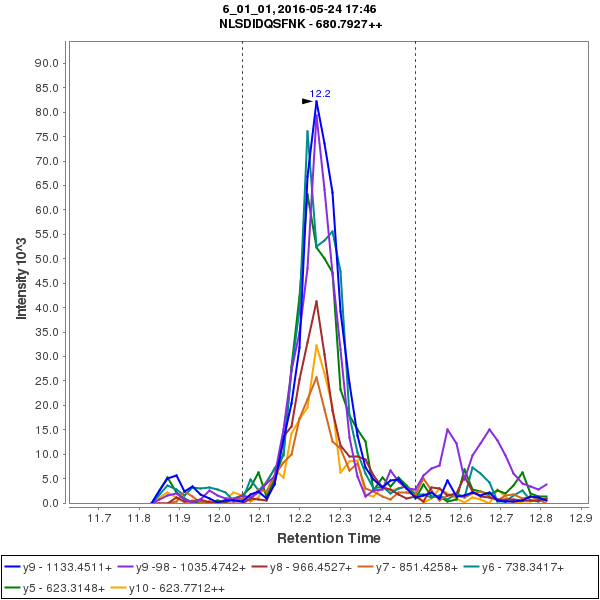 6_01_01, 2016-05-24 17:46
NLSDIDQSFNK - 680.7927++
12.2
Intensity 10^3
90.0
85.0
80.0
75.0
70.0
65.0
60.0
55.0
50.0
45.0
40.0
35.0
30.0
25.0
20.0
15.0
10.0
5.0
0.0
11.7 11.8 11.9 12.0 12.1 12.2 12.3 12.4 12.5 12.6 12.7 12.8 12.9
Retention Time
y9 - 1133.4511+ y9 -98 - 1035.4742+ y8 - 966.4527+ y7 - 851.4258+ y6 - 738.3417+
y5 - 623.3148+ y10 - 623.7712++